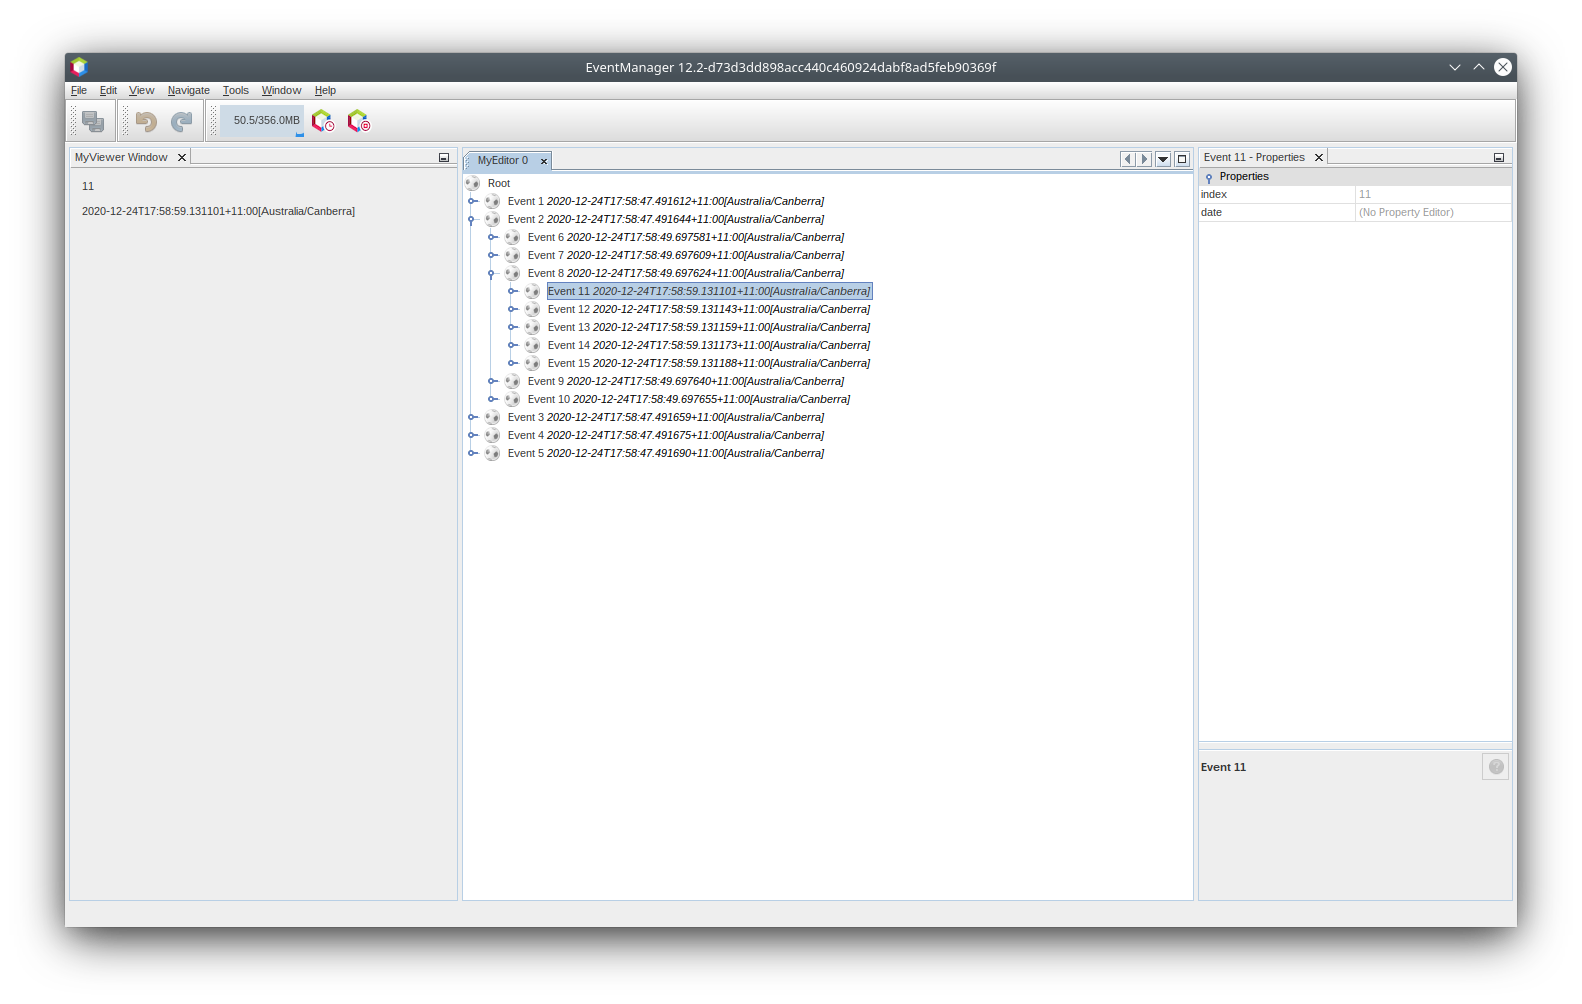 EventManager 12.2-d73d3dd898acc440c460924dabf8ad5feb90369f
File Edit View Navigate Tools Window Help
50.5/356.0MB
MyViewer Window
11
2020-12-24T17:58:59.131101+11:00[Australia/Canberra]
MyEditor 0
Root
Event 1 2020-12-24T17:58:47.491612+11:00[Australia/Canberra]
Event 2 2020-12-24T17:58:47.491644+11:00[Australia/Canberra]
Event 6 2020-12-24T17:58:49.697581+11:00[Australia/Canberra]
Event 7 2020-12-24T17:58:49.697609+11:00[Australia/Canberra]
Event 8 2020-12-24T17:58:49.697624+11:00[Australia/Canberra]
Event 11 2020-12-24T17:58:59.131101+11:00[Australia/Canberra]
Event 12 2020-12-24T17:58:59.131143+11:00[Australia/Canberra]
Event 13 2020-12-24T17:58:59.131159+11:00[Australia/Canberra]
Event 14 2020-12-24T17:58:59.131173+11:00[Australia/Canberra]
Event 15 2020-12-24T17:58:59.131188+11:00[Australia/Canberra]
Event 9 2020-12-24T17:58:49.697640+11:00[Australia/Canberra]
Event 10 2020-12-24T17:58:49.697655+11:00[Australia/Canberra]
Event 3 2020-12-24T17:58:47.491659+11:00[Australia/Canberra]
Event 4 2020-12-24T17:58:47.491675+11:00[Australia/Canberra]
Event 5 2020-12-24T17:58:47.491690+11:00[Australia/Canberra]
Event 11 - Properties
Properties
index 11
date (No Property Editor)
Event 11
?